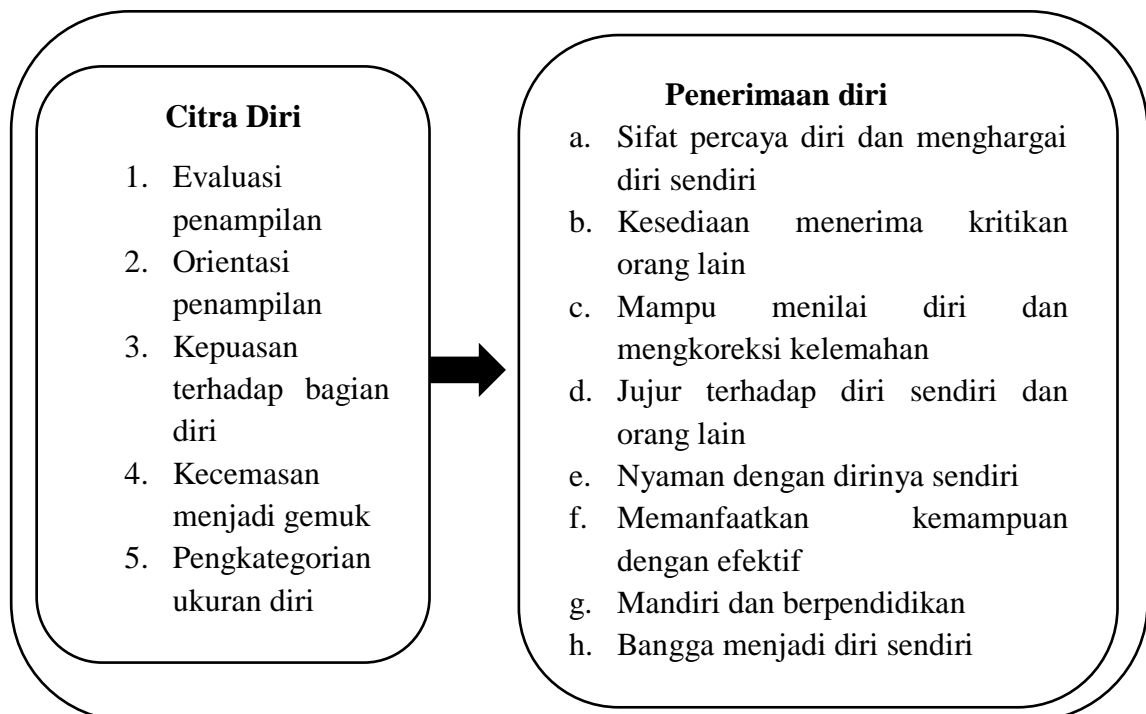 Citra Diri
1. Evaluasi
penampilan
2. Orientasi
penampilan
3. Kepuasan
terhadap bagian
diri
4. Kecemasan
menjadi gemuk
5. Pengkategorian
ukuran diri
Penerimaan diri
a. Sifat percaya diri dan menghargai
diri sendiri
b. Kesediaan menerima kritikan
orang lain
c. Mampu menilai diri dan
mengkoreksi kelemahan
d. Jujur terhadap diri sendiri dan
orang lain
e. Nyaman dengan dirinya sendiri
f. Memanfaatkan kemampuan
dengan efektif
g. Mandiri dan berpendidikan
h. Bangga menjadi diri sendiri